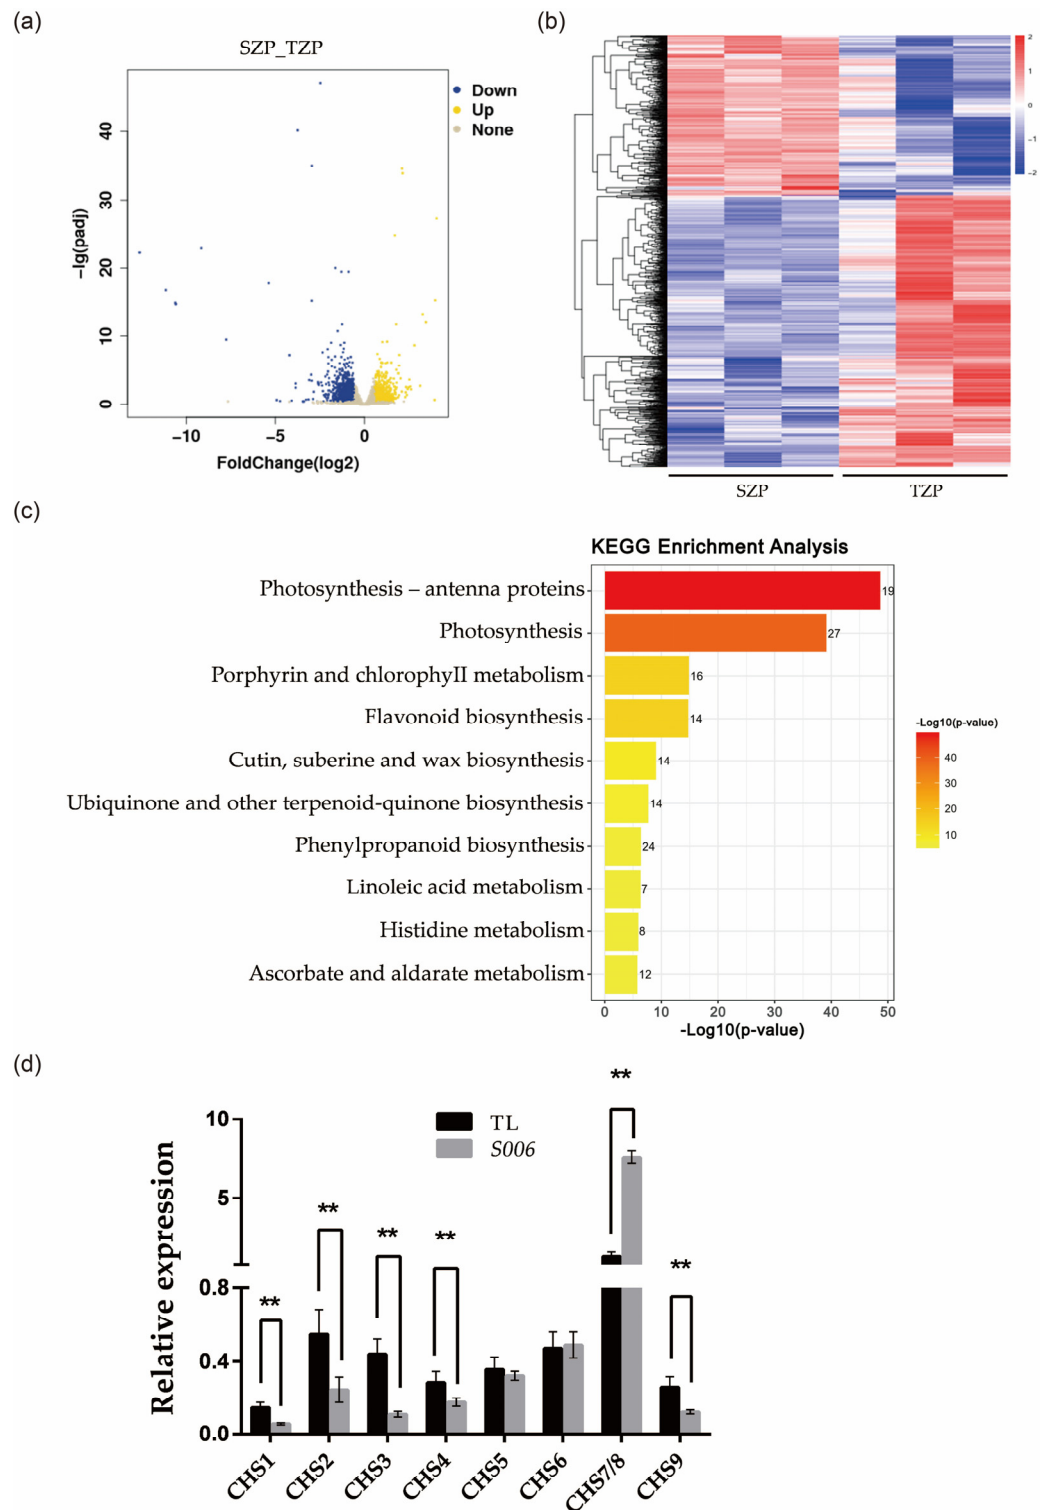 (a)
SZP_TZP
Down
Up
None
40
30
20
10
0
−lg(padj)
−10
−5
0
FoldChange(log2)
(b)
2
1
0
−1
−2
SZP
TZP
(c)
KEGG Enrichment Analysis
Photosynthesis – antenna proteins
19
Photosynthesis
27
Porphyrin and chlorophyII metabolism
16
Flavonoid biosynthesis
14
Cutin, suberine and wax biosynthesis
14
Ubiquinone and other terpenoid-quinone biosynthesis
14
Phenylpropanoid biosynthesis
24
Linoleic acid metabolism
7
Histidine metabolism
8
Ascorbate and aldarate metabolism
12
0 10 20 30 40 50
-Log10(p-value)
-Log10(p-value)
40
30
20
10
(d)
TL
S006
Relative expression
10
5
0.8
0.4
0.0
**
**
**
**
**
**
CHS1
CHS2
CHS3
CHS4
CHS5
CHS6
CHS7/8
CHS9